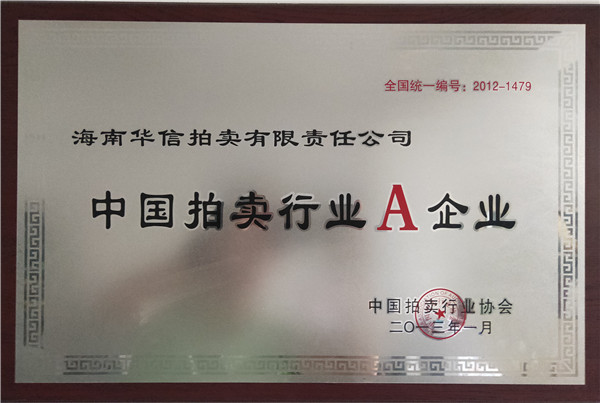 全国统一编号：2012-1479
海南华信拍卖有限责任公司
中国拍卖行业A企业
中国拍卖行业协会
二〇一三年一月